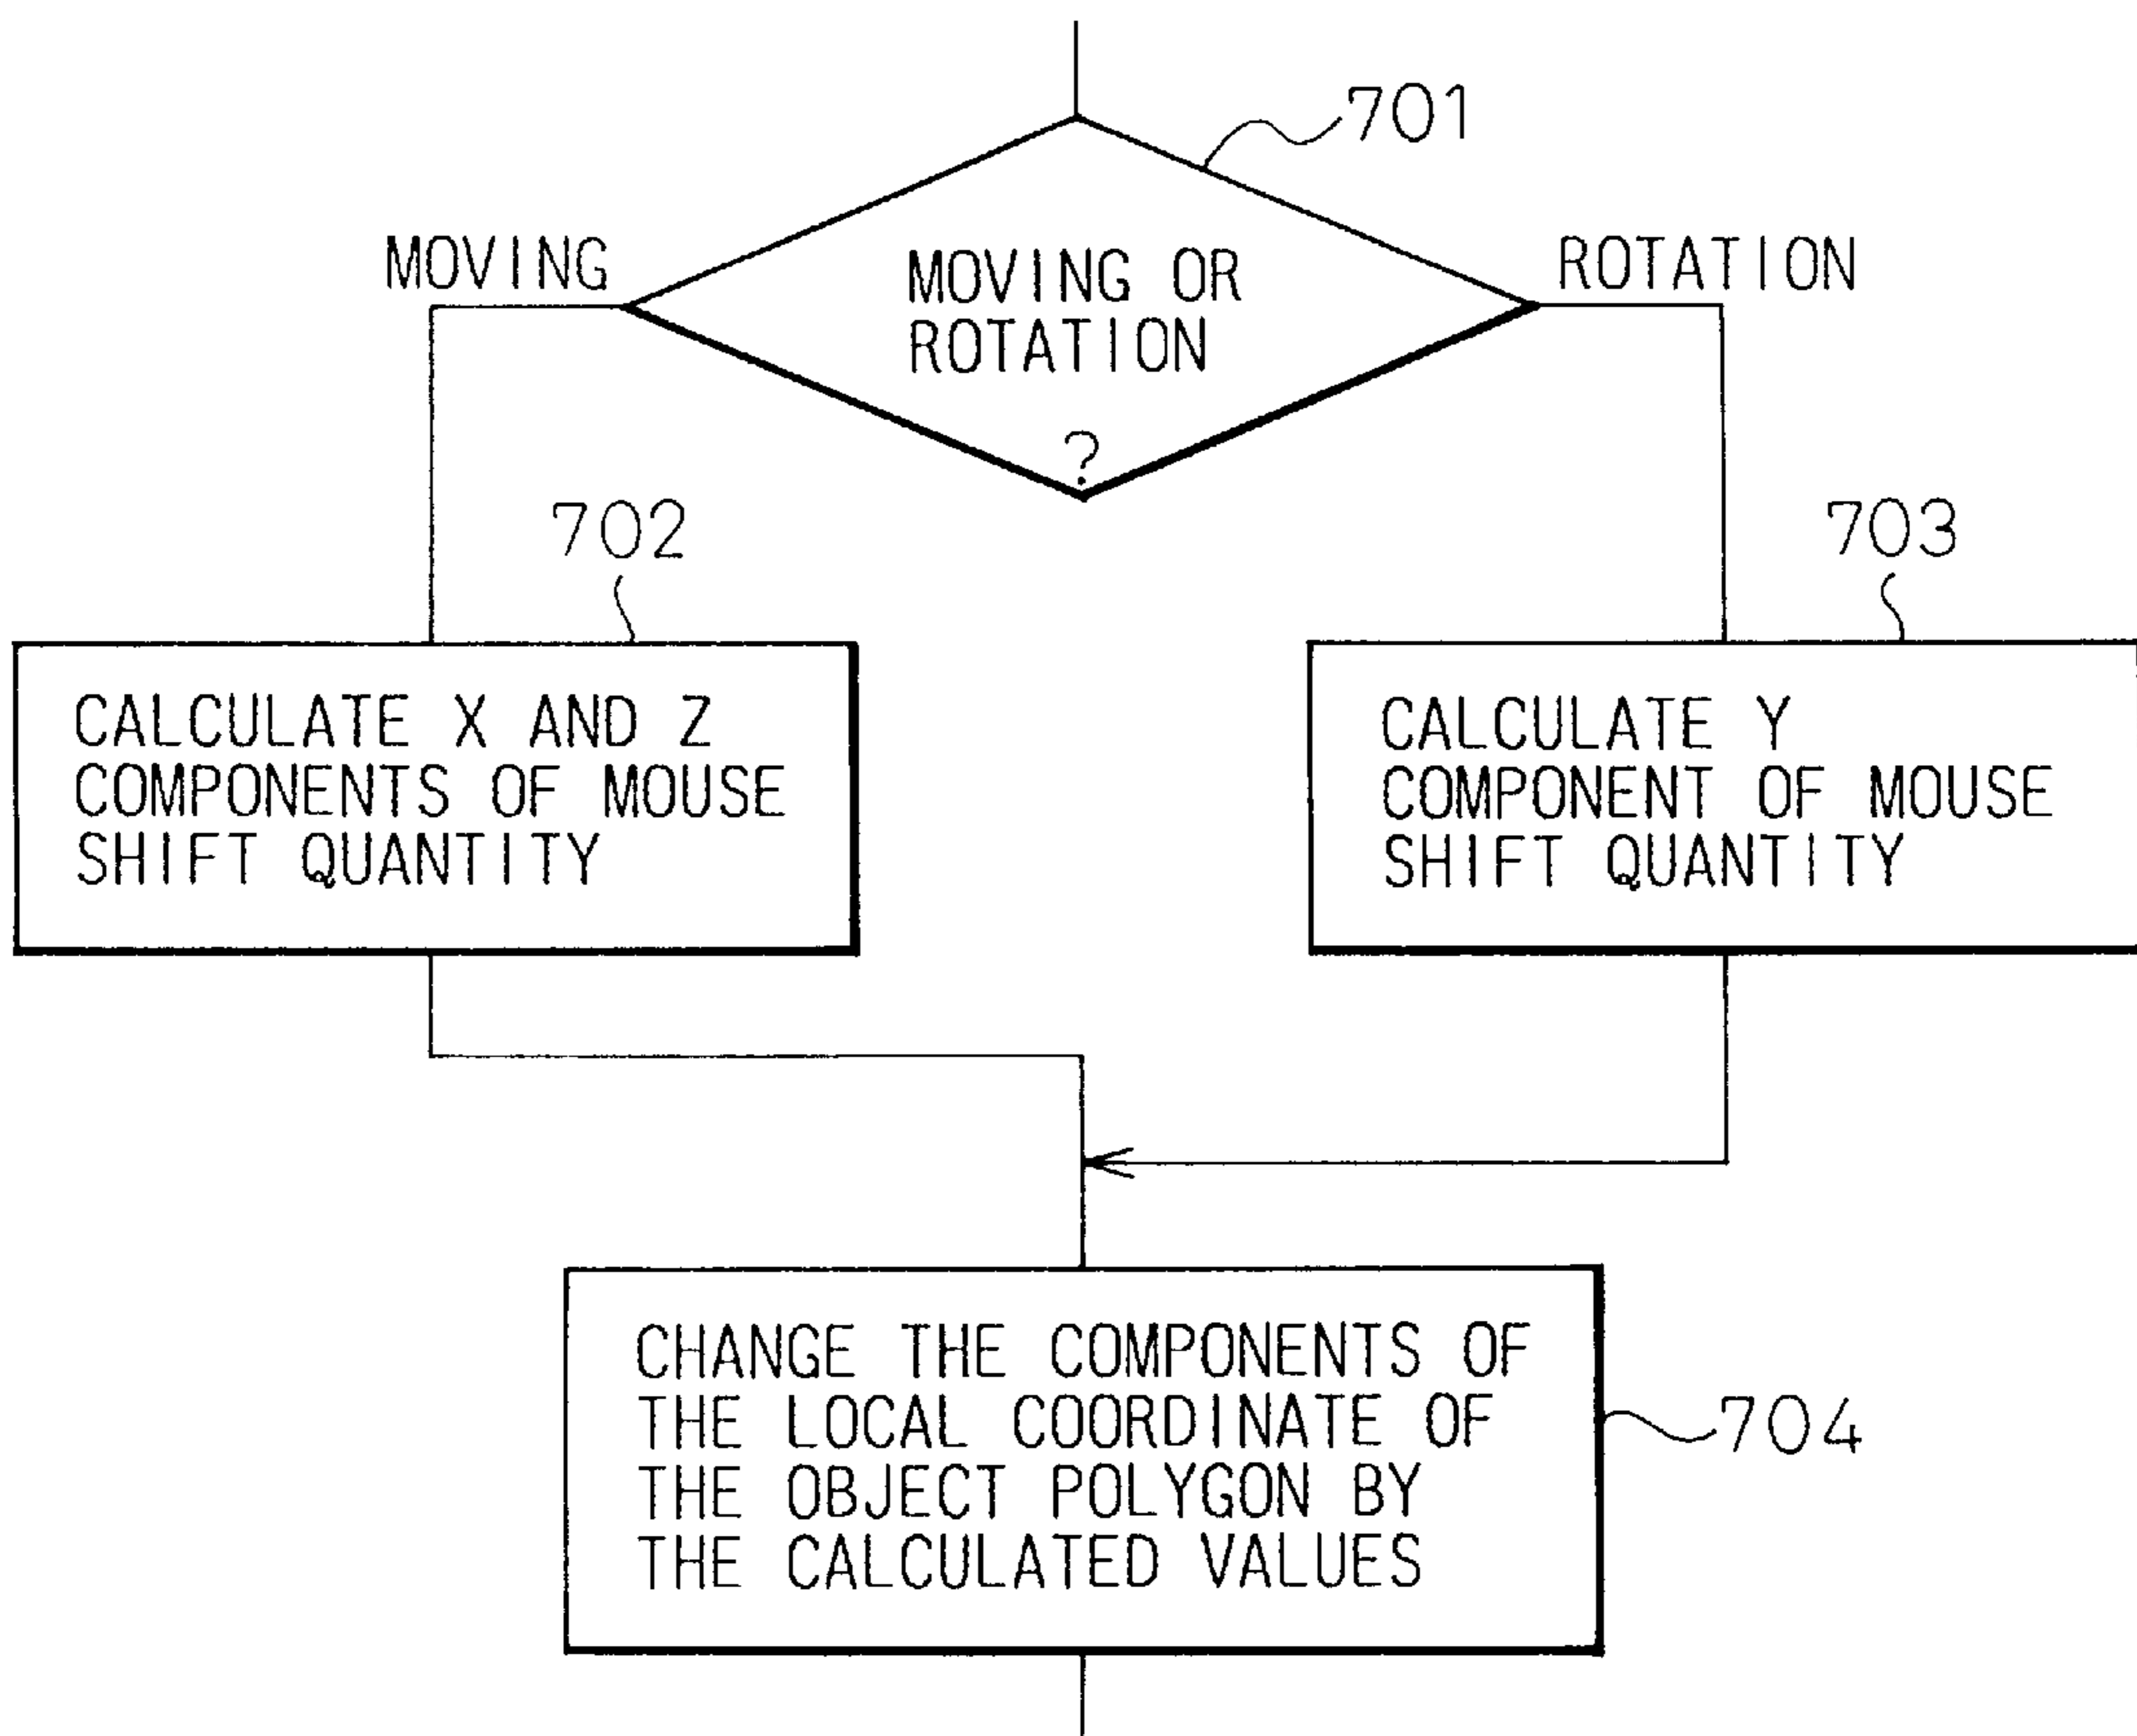 701
MOVING
MOVING OR
ROTATION
?
ROTATION
702
703
CALCULATE X AND Z
COMPONENTS OF MOUSE
SHIFT QUANTITY
CALCULATE Y
COMPONENT OF MOUSE
SHIFT QUANTITY
CHANGE THE COMPONENTS OF
THE LOCAL COORDINATE OF
THE OBJECT POLYGON BY
THE CALCULATED VALUES
704